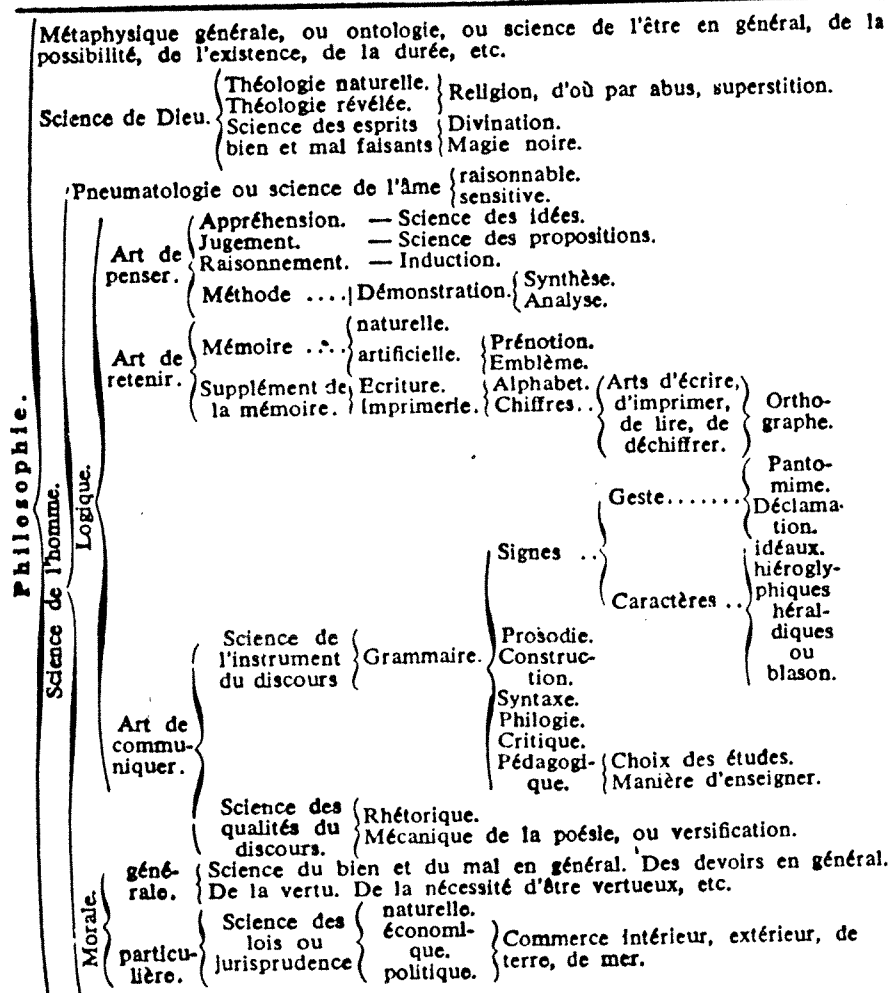 Métaphysique générale, ou ontologie, ou science de l'être en général, de la
possibilité, de l'existence, de la durée, etc.
Science de Dieu.
Théologie naturelle.
Théologie révélée.
Religion, d'où par abus, superstition.
Science des esprits
bien et mal faisants
Divination.
Magie noire.
Pneumatologie ou science de l'âme
raisonnable.
sensitive.
Art de
penser.
Appréhension. — Science des idées.
Jugement. — Science des propositions.
Raisonnement. — Induction.
Méthode .... Démonstration.
Synthèse.
Analyse.
Art de
retenir.
Mémoire ....
naturelle.
artificielle.
Prénotion.
Emblème.
Supplément de
la mémoire.
Ecriture.
Imprimerie.
Alphabet.
Chiffres..
Arts d'écrire,
d'imprimer,
de lire, de
déchiffrer.
Ortho-
graphe.
Philosophie.
Science de l'homme.
Logique.
Art de
commu-
niquer.
Science de
l'instrument
du discours
Grammaire.
Signes ..
Geste.......
Panto-
mime.
Déclama-
tion.
Caractères ..
idéaux.
hiérogly-
phiques
héral-
diques
ou
blason.
Prosodie.
Construc-
tion.
Syntaxe.
Philogie.
Critique.
Pédagogi-
que.
Choix des études.
Manière d'enseigner.
Science des
qualités du
discours.
Rhétorique.
Mécanique de la poésie, ou versification.
Morale.
géné-
rale.
Science du bien et du mal en général. Des devoirs en général.
De la vertu. De la nécessité d'être vertueux, etc.
particu-
lière.
Science des
lois ou
jurisprudence
naturelle.
économi-
que.
politique.
Commerce intérieur, extérieur, de
terre, de mer.